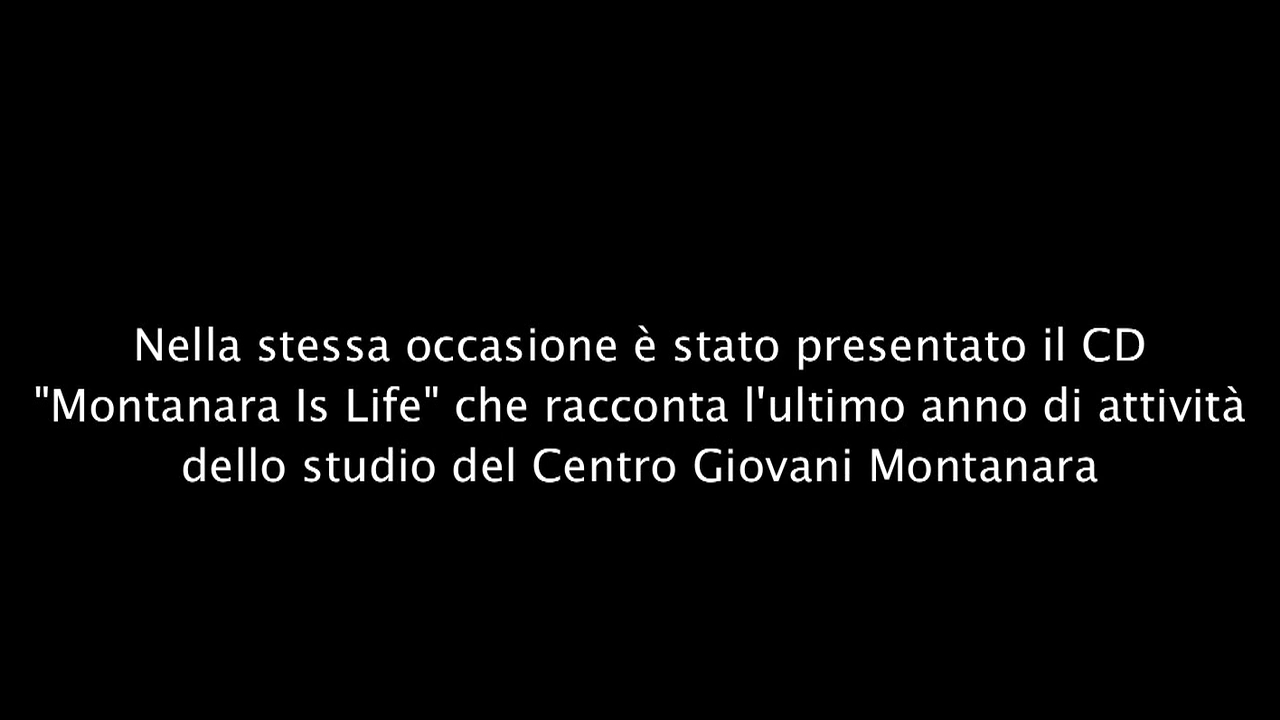 Nella stessa occasione è stato presentato il CD
"Montanara Is Life" che racconta l'ultimo anno di attività
dello studio del Centro Giovani Montanara